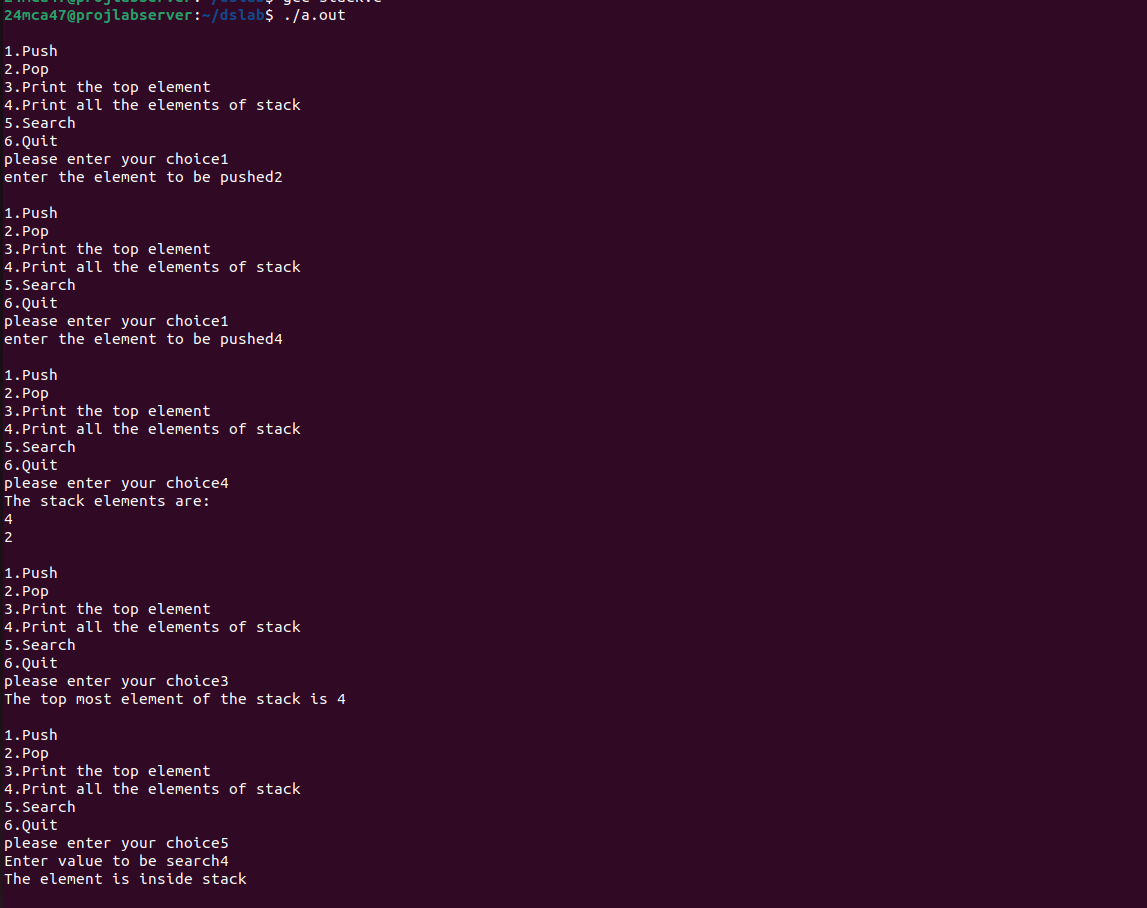 24mca47@projlabserver:~/dslab$ gcc stack.c
24mca47@projlabserver:~/dslab$ ./a.out
1.Push
2.Pop
3.Print the top element
4.Print all the elements of stack
5.Search
6.Quit
please enter your choice1
enter the element to be pushed2
1.Push
2.Pop
3.Print the top element
4.Print all the elements of stack
5.Search
6.Quit
please enter your choice1
enter the element to be pushed4
1.Push
2.Pop
3.Print the top element
4.Print all the elements of stack
5.Search
6.Quit
please enter your choice4
The stack elements are:
4
2
1.Push
2.Pop
3.Print the top element
4.Print all the elements of stack
5.Search
6.Quit
please enter your choice3
The top most element of the stack is 4
1.Push
2.Pop
3.Print the top element
4.Print all the elements of stack
5.Search
6.Quit
please enter your choice5
Enter value to be search4
The element is inside stack